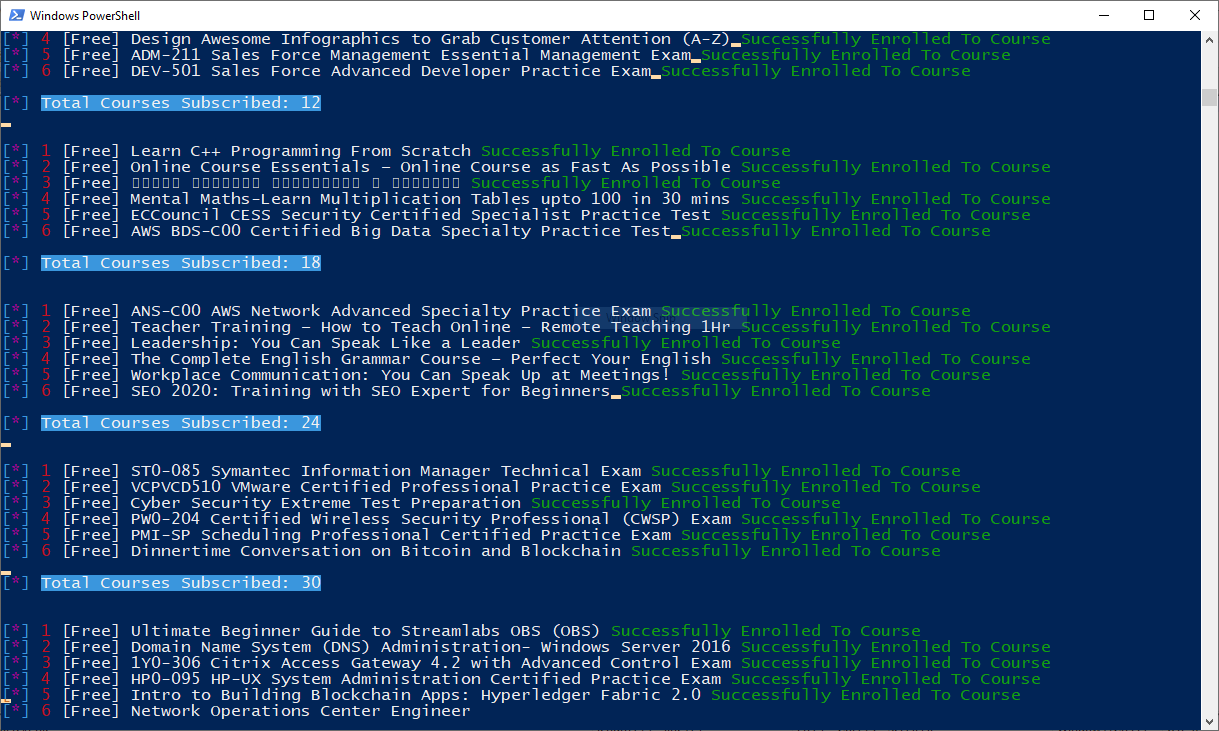 Windows PowerShell
[*] 4 [Free] Design Awesome Infographics to Grab Customer Attention (A-Z) Successfully Enrolled To Course
[*] 5 [Free] ADM-211 Sales Force Management Essential Management Exam Successfully Enrolled To Course
[*] 6 [Free] DEV-501 Sales Force Advanced Developer Practice Exam Successfully Enrolled To Course
[*] Total Courses Subscribed: 12
[*] 1 [Free] Learn C++ Programming From Scratch Successfully Enrolled To Course
[*] 2 [Free] Online Course Essentials – Online Course as Fast As Possible Successfully Enrolled To Course
[*] 3 [Free] Successfully Enrolled To Course
[*] 4 [Free] Mental Maths-Learn Multiplication Tables upto 100 in 30 mins Successfully Enrolled To Course
[*] 5 [Free] ECCouncil CESS Security Certified Specialist Practice Test Successfully Enrolled To Course
[*] 6 [Free] AWS BDS-C00 Certified Big Data Specialty Practice Test Successfully Enrolled To Course
[*] Total Courses Subscribed: 18
[*] 1 [Free] ANS-C00 AWS Network Advanced Specialty Practice Exam Successfully Enrolled To Course
[*] 2 [Free] Teacher Training – How to Teach Online – Remote Teaching 1Hr Successfully Enrolled To Course
[*] 3 [Free] Leadership: You Can Speak Like a Leader Successfully Enrolled To Course
[*] 4 [Free] The Complete English Grammar Course – Perfect Your English Successfully Enrolled To Course
[*] 5 [Free] Workplace Communication: You Can Speak Up at Meetings! Successfully Enrolled To Course
[*] 6 [Free] SEO 2020: Training with SEO Expert for Beginners Successfully Enrolled To Course
[*] Total Courses Subscribed: 24
[*] 1 [Free] ST0-085 Symantec Information Manager Technical Exam Successfully Enrolled To Course
[*] 2 [Free] VCPVCD510 VMware Certified Professional Practice Exam Successfully Enrolled To Course
[*] 3 [Free] Cyber Security Extreme Test Preparation Successfully Enrolled To Course
[*] 4 [Free] PW0-204 Certified Wireless Security Professional (CWSP) Exam Successfully Enrolled To Course
[*] 5 [Free] PMI-SP Scheduling Professional Certified Practice Exam Successfully Enrolled To Course
[*] 6 [Free] Dinnertime Conversation on Bitcoin and Blockchain Successfully Enrolled To Course
[*] Total Courses Subscribed: 30
[*] 1 [Free] Ultimate Beginner Guide to Streamlabs OBS (OBS) Successfully Enrolled To Course
[*] 2 [Free] Domain Name System (DNS) Administration- Windows Server 2016 Successfully Enrolled To Course
[*] 3 [Free] 1Y0-306 Citrix Access Gateway 4.2 with Advanced Control Exam Successfully Enrolled To Course
[*] 4 [Free] HP0-095 HP-UX System Administration Certified Practice Exam Successfully Enrolled To Course
[*] 5 [Free] Intro to Building Blockchain Apps: Hyperledger Fabric 2.0 Successfully Enrolled To Course
[*] 6 [Free] Network Operations Center Engineer